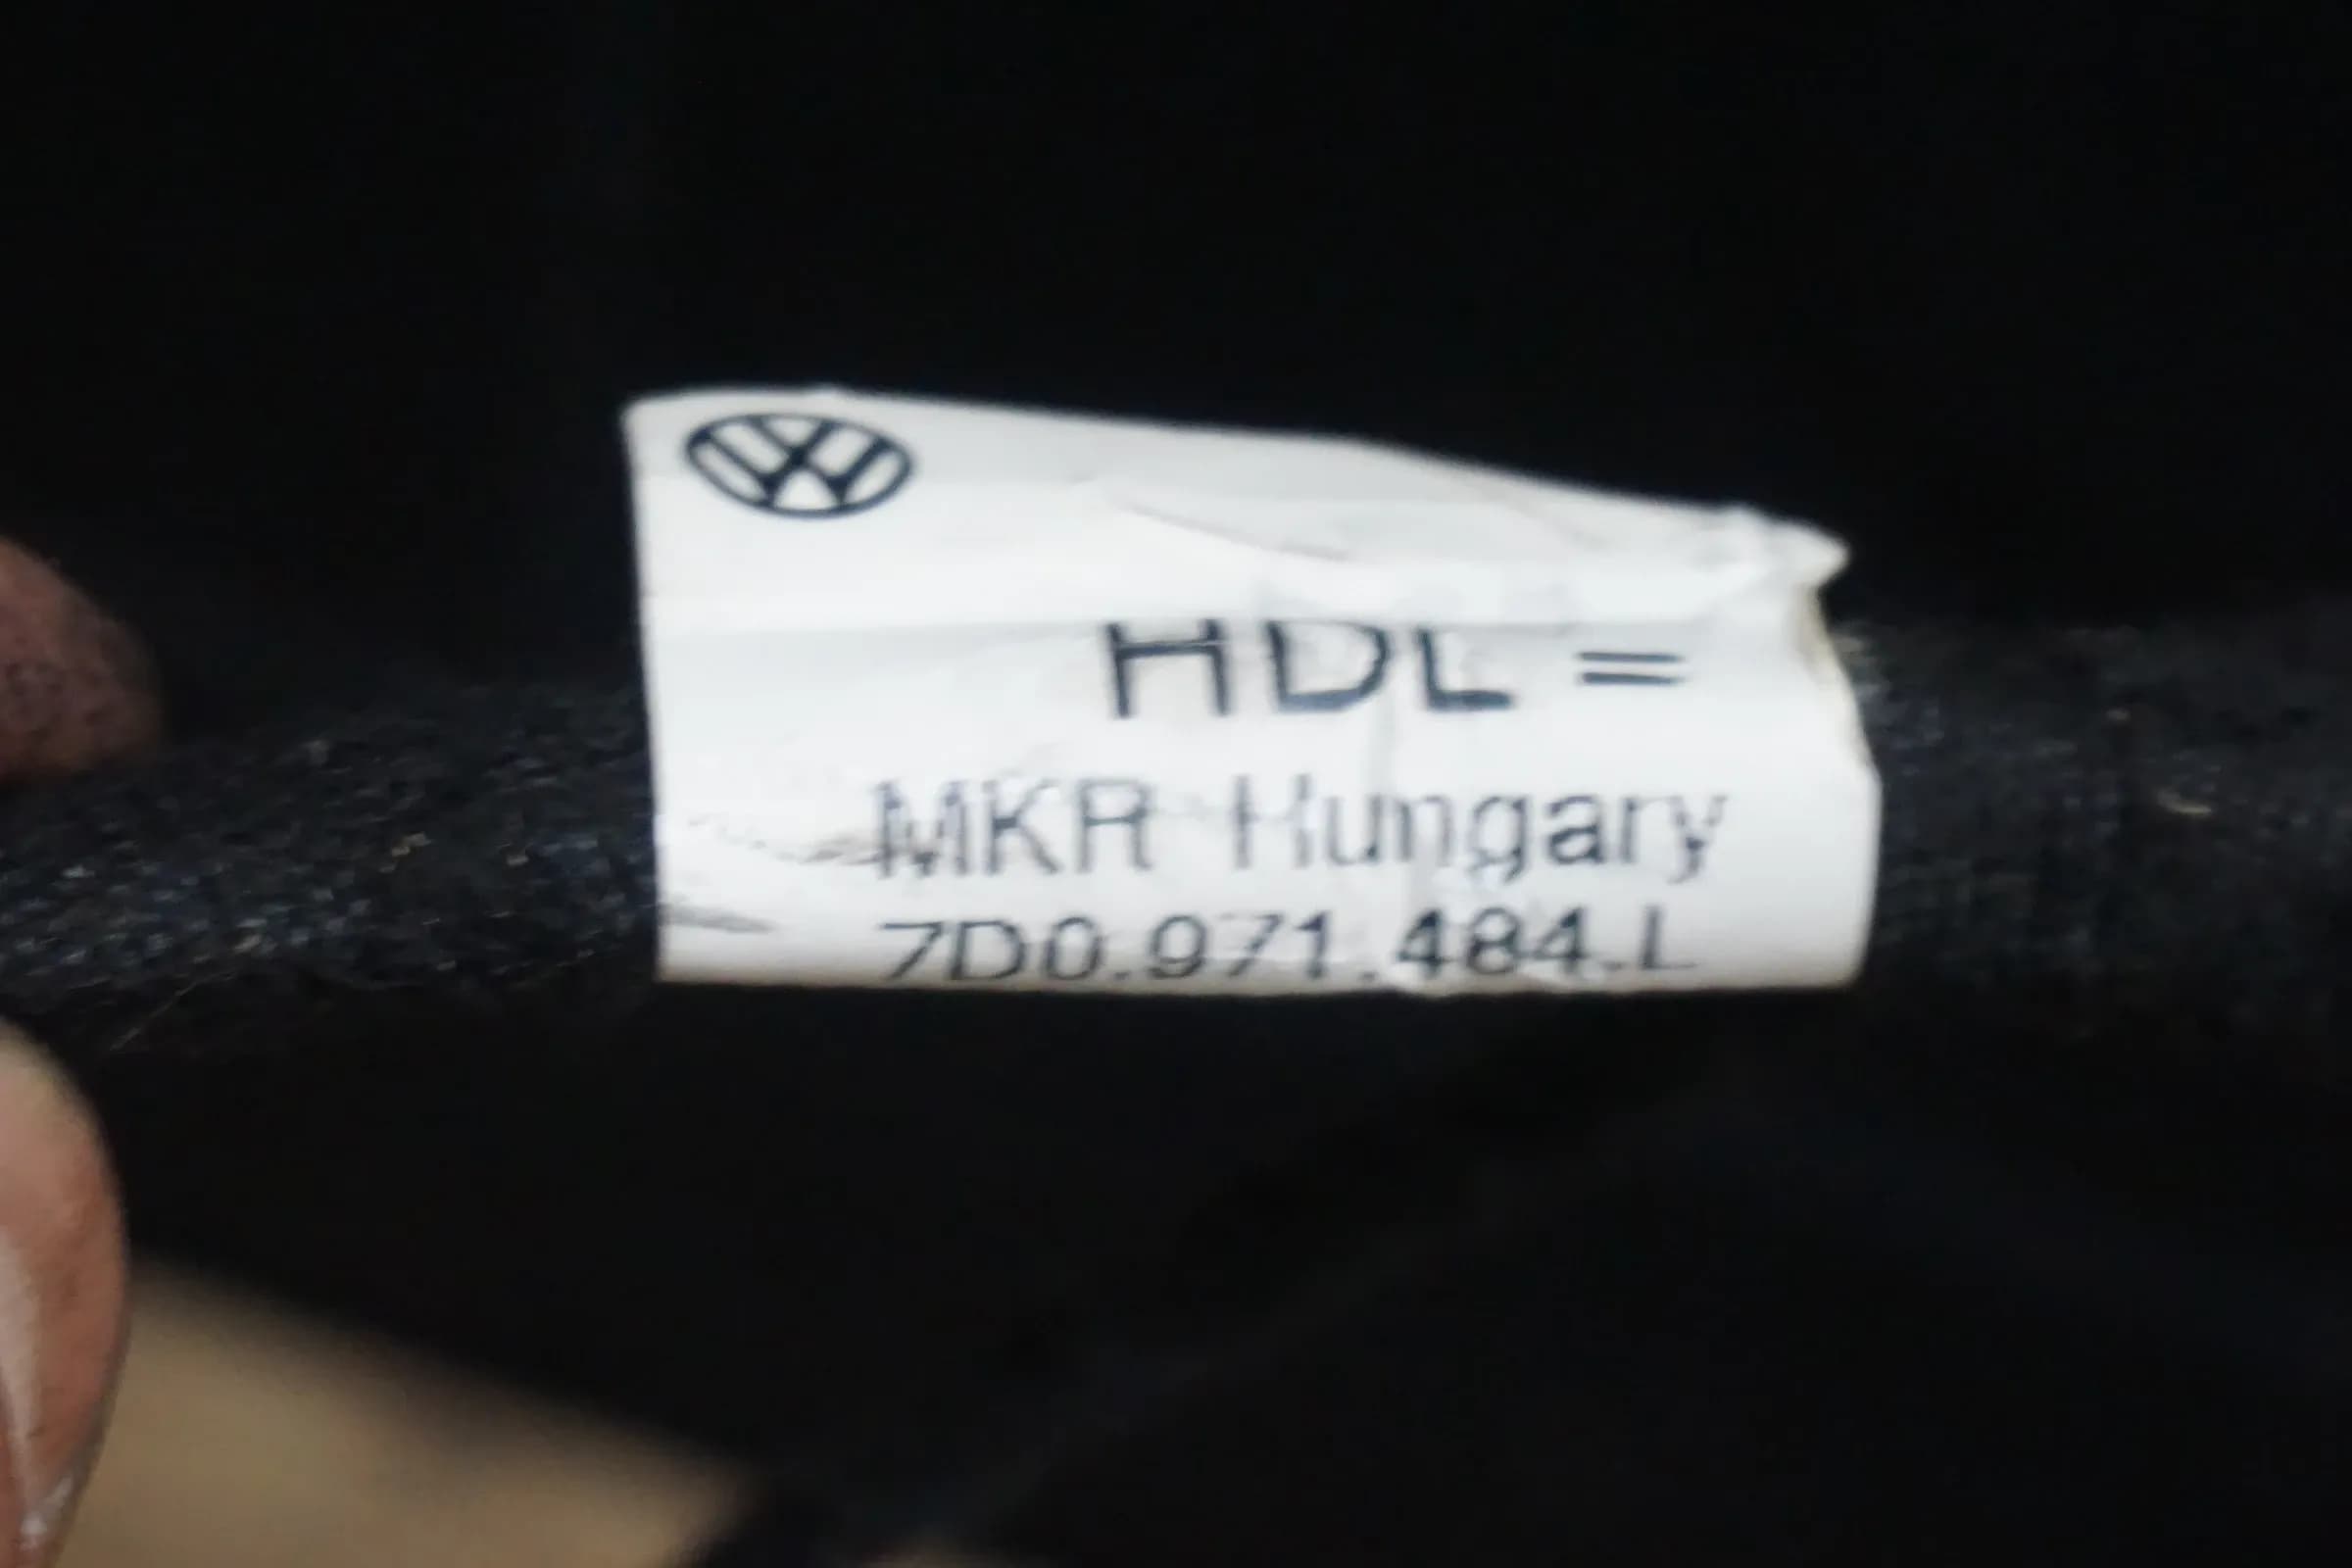 HDL =
MKR Hungary
7D0.971.484.L